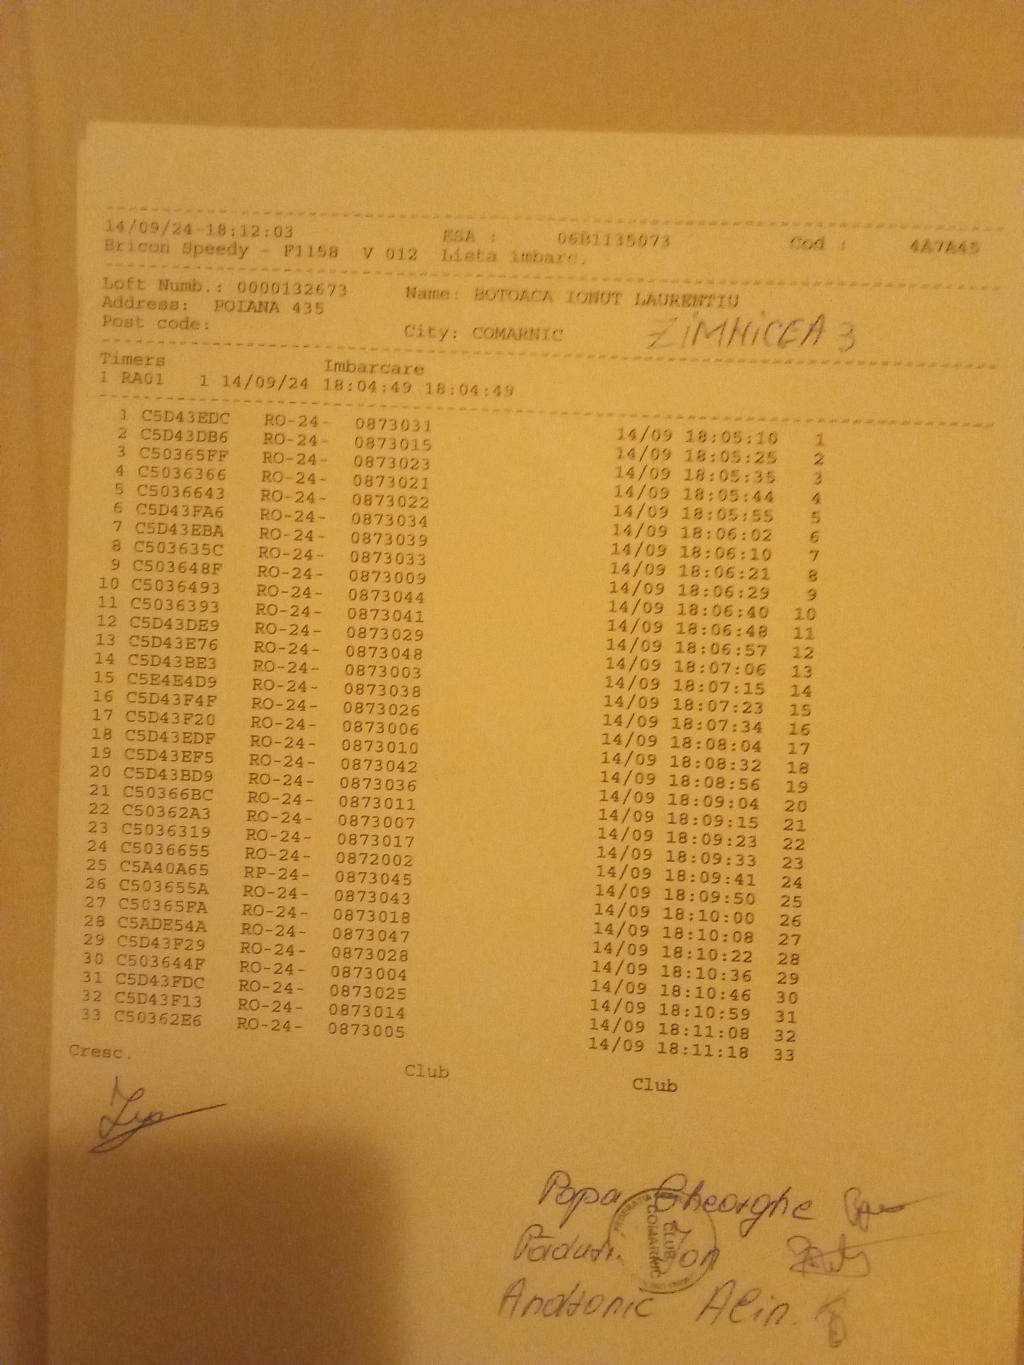 14/09/24-18:12:03 ESA : 06B1135073 Cod : 4A7A45
Bricon Speedy - F1158 V 012 Lista imbarc.
Loft Numb.: 0000132673 Name: BOTOACA IONUT LAURENTIU
Address: POIANA 435
Post code: City: COMARNIC ZIMNICEA 3
Timers Imbarcare
1 RA01 1 14/09/24 18:04:49 18:04:49
1 C5D43EDC RO-24- 0873031 14/09 18:05:10 1
2 C5D43DB6 RO-24- 0873015 14/09 18:05:25 2
3 C50365FF RO-24- 0873023 14/09 18:05:35 3
4 C5036366 RO-24- 0873021 14/09 18:05:44 4
5 C5036643 RO-24- 0873022 14/09 18:05:55 5
6 C5D43FA6 RO-24- 0873034 14/09 18:06:02 6
7 C5D43EBA RO-24- 0873039 14/09 18:06:10 7
8 C503635C RO-24- 0873033 14/09 18:06:21 8
9 C503648F RO-24- 0873009 14/09 18:06:29 9
10 C5036493 RO-24- 0873044 14/09 18:06:40 10
11 C5036393 RO-24- 0873041 14/09 18:06:48 11
12 C5D43DE9 RO-24- 0873029 14/09 18:06:57 12
13 C5D43E76 RO-24- 0873048 14/09 18:07:06 13
14 C5D43BE3 RO-24- 0873003 14/09 18:07:15 14
15 C5E4E4D9 RO-24- 0873038 14/09 18:07:23 15
16 C5D43F4F RO-24- 0873026 14/09 18:07:34 16
17 C5D43F20 RO-24- 0873006 14/09 18:08:04 17
18 C5D43EDF RO-24- 0873010 14/09 18:08:32 18
19 C5D43EF5 RO-24- 0873042 14/09 18:08:56 19
20 C5D43BD9 RO-24- 0873036 14/09 18:09:04 20
21 C50366BC RO-24- 0873011 14/09 18:09:15 21
22 C50362A3 RO-24- 0873007 14/09 18:09:23 22
23 C5036319 RO-24- 0873017 14/09 18:09:33 23
24 C5036655 RO-24- 0872002 14/09 18:09:41 24
25 C5A40A65 RP-24- 0873045 14/09 18:09:50 25
26 C503655A RO-24- 0873043 14/09 18:10:00 26
27 C50365FA RO-24- 0873018 14/09 18:10:08 27
28 C5ADE54A RO-24- 0873047 14/09 18:10:22 28
29 C5D43F29 RO-24- 0873028 14/09 18:10:36 29
30 C503644F RO-24- 0873004 14/09 18:10:46 30
31 C5D43FDC RO-24- 0873025 14/09 18:10:59 31
32 C5D43F13 RO-24- 0873014 14/09 18:11:08 32
33 C50362E6 RO-24- 0873005 14/09 18:11:18 33
Cresc. Club Club
Popa Gheorghe
Ion
CLUB
COMARNIC
Alin.